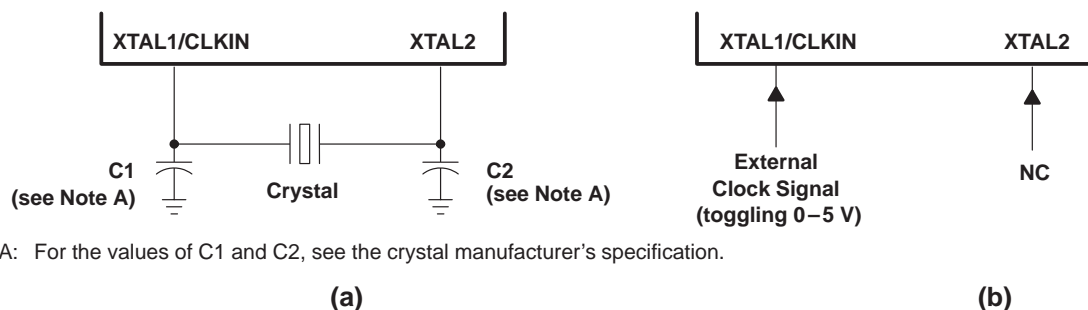 XTAL1/CLKIN XTAL2
C1
(see Note A)
Crystal
C2
(see Note A)
XTAL1/CLKIN XTAL2
External
Clock Signal
(toggling 0–5 V)
NC
A: For the values of C1 and C2, see the crystal manufacturer’s specification.
(a) (b)